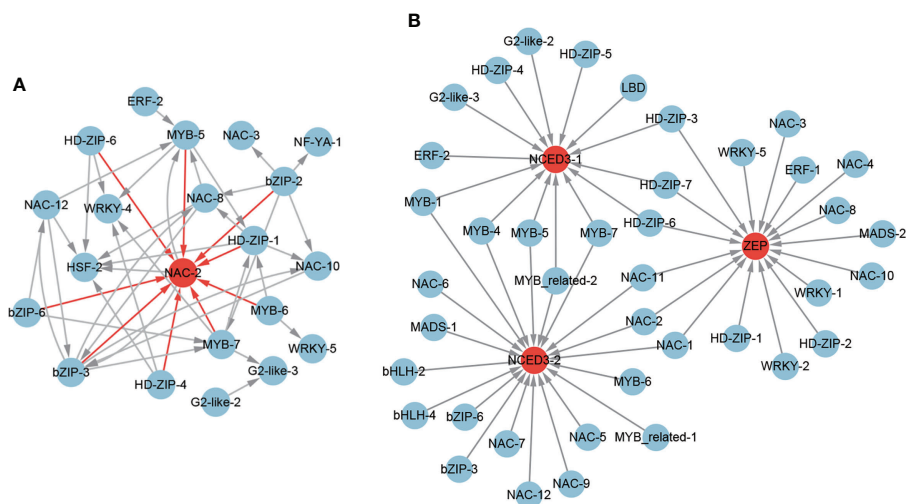 A
ERF-2
HD-ZIP-6
MYB-5
NAC-3
NF-YA-1
bZIP-2
NAC-12
WRKY-4
NAC-8
HD-ZIP-1
HSF-2
NAC-2
NAC-10
bZIP-6
MYB-6
MYB-7
WRKY-5
bZIP-3
HD-ZIP-4
G2-like-3
G2-like-2
B
G2-like-2
HD-ZIP-5
HD-ZIP-4
LBD
G2-like-3
HD-ZIP-3
NAC-3
ERF-2
NCED3-1
WRKY-5
ERF-1
NAC-4
MYB-1
HD-ZIP-7
NAC-8
MYB-4
MYB-5
MYB-7
HD-ZIP-6
MADS-2
ZEP
NAC-6
MYB_related-2
NAC-11
NAC-10
WRKY-1
MADS-1
NAC-2
HD-ZIP-1
HD-ZIP-2
NCED3-2
NAC-1
WRKY-2
bHLH-2
MYB-6
bHLH-4
bZIP-6
NAC-5
MYB_related-1
NAC-7
bZIP-3
NAC-9
NAC-12